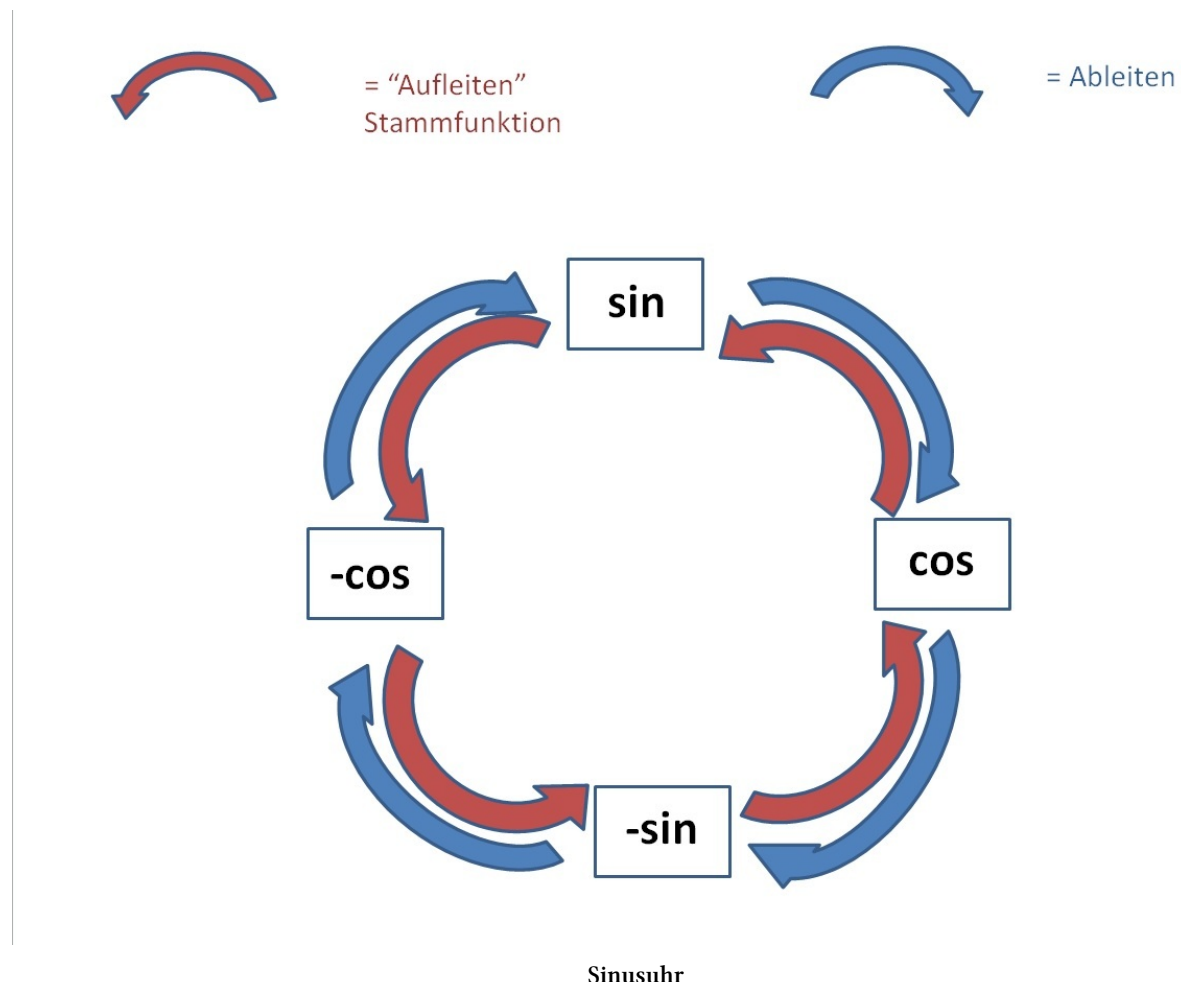 = “Aufleiten”
Stammfunktion
= Ableiten
sin
-cos
cos
-sin
Sinusuhr